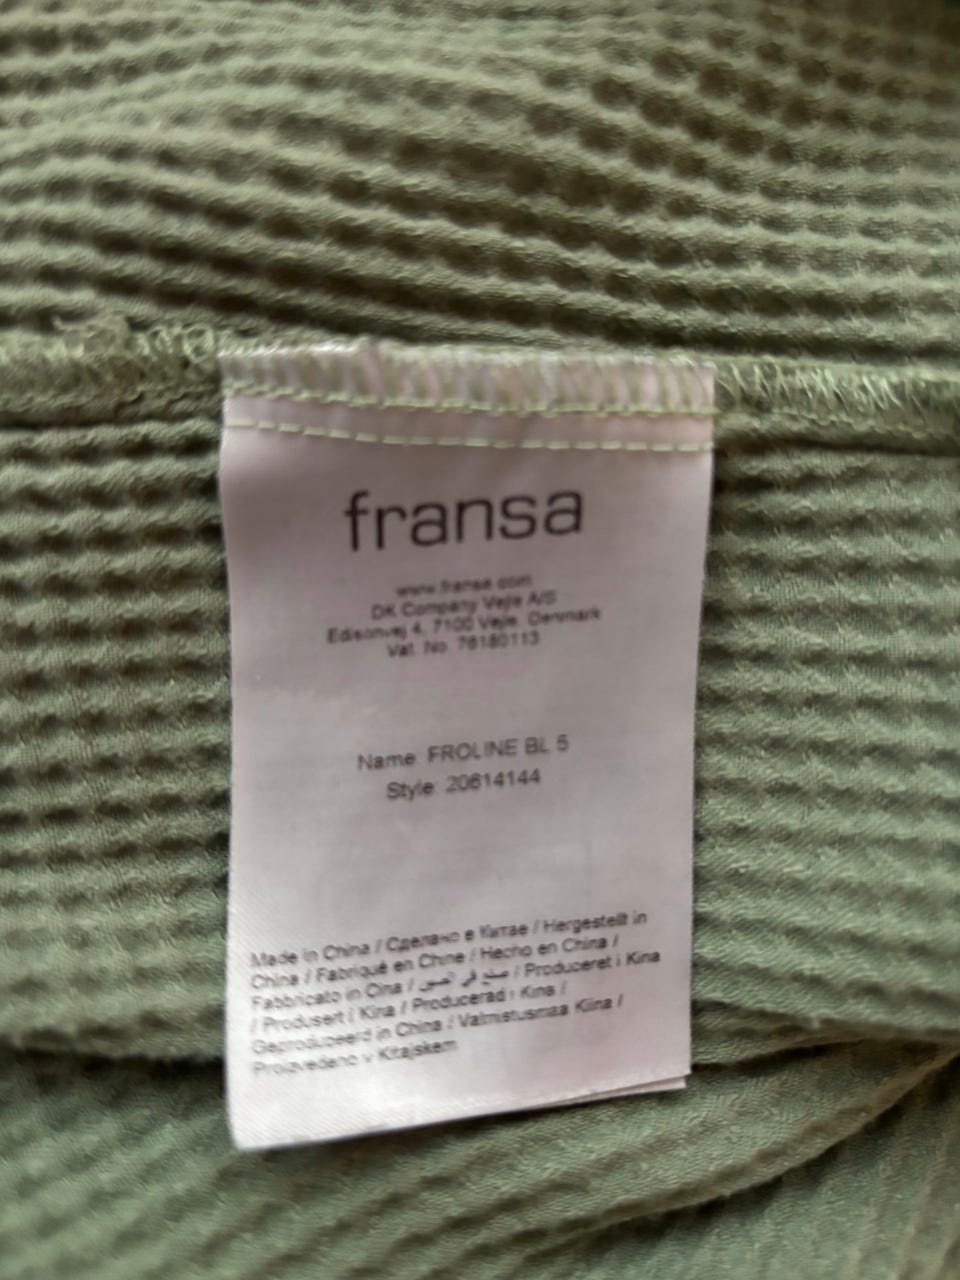 fransa
www.fransa.com
DK Company Vejle A/S
Edisonvej 4, 7100 Vejle, Denmark
Vat. No. 76180113
Name: FROLINE BL 5
Style: 20614144
Made in China / Сделано в Китае / Hergestellt in
China / Fabriqué en Chine / Hecho en China /
Fabbricato in Cina / صنع في الصين / Produceret i Kina
/ Produsert i Kina / Producerad i Kina /
Geproduceerd in China / Valmistusmaa Kiina /
Proizvedeno v Kitajskem